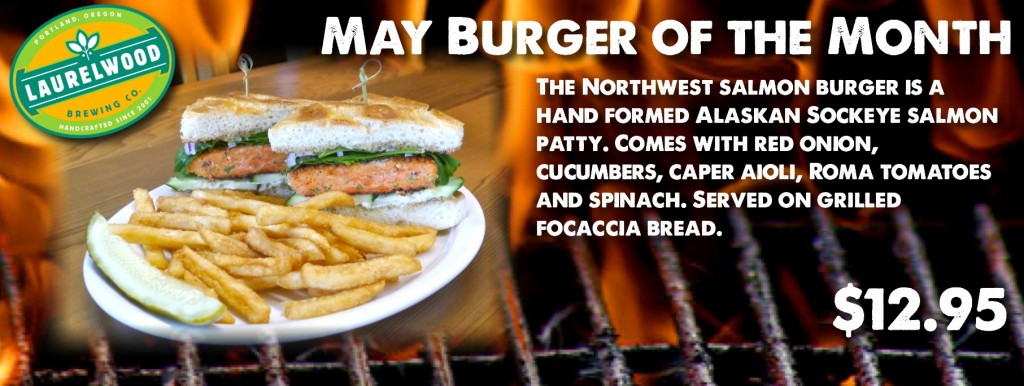 PORTLAND, OREGON
LAURELWOOD
BREWING CO.
HANDCRAFTED SINCE 2001
MAY BURGER OF THE MONTH
THE NORTHWEST SALMON BURGER IS A
HAND FORMED ALASKAN SOCKEYE SALMON
PATTY. COMES WITH RED ONION,
CUCUMBERS, CAPER AIOLI, ROMA TOMATOES
AND SPINACH. SERVED ON GRILLED
FOCACCIA BREAD.
$12.95